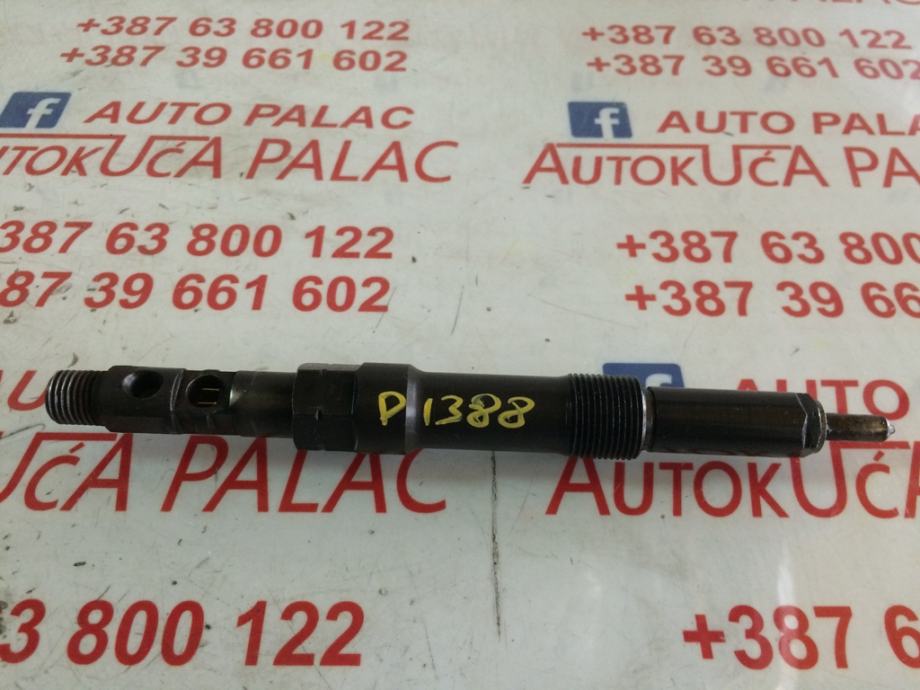 +387 63 800 122
+387 63 800 122
+387 39 661 602
+387 39 661 602
AUTO PALAC
AUTO PALAC
AUTOKUĆA PALAC
AUTOKUĆA PA
387 63 800 122
+387 63 800
87 39 661 602
+387 39 66
P 1388
AUTO
UĆA PALAC
AUTOKUĆA
3 800 122
+387 6